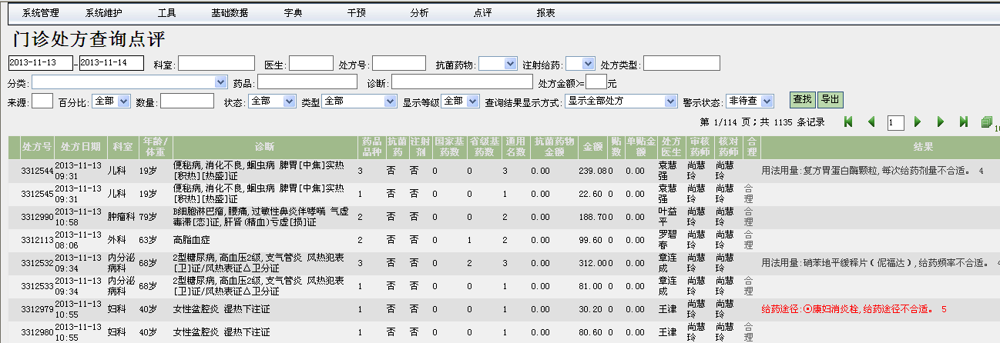 系统管理 系统维护 工具 基础数据 字典 干预 分析 点评 报表
门诊处方查询点评
2013-11-13 - 2013-11-14 科室: 医生: 处方号: 抗菌药物: 注射给药: 处方类型:
分类: 药品: 诊断: 处方金额>= 元
来源: 百分比: 全部 数量: 状态: 全部 类型 全部 显示等级 全部 查询结果显示方式: 显示全部处方 警示状态: 非待查 查找 导出
第 1/114 页;共 1135 条记录 1
处方号 处方日期 科室 年龄/体重 诊断 药品品种 抗菌药 注射剂 国家基药数 省级基药数 通用名数 抗菌药物金额 金额 贴数 单贴金额 处方医生 审核药师 核对药师 合理 结果
3312544 2013-11-13 09:31 儿科 19岁 便秘病,消化不良,蛔虫病 脾胃[中焦]实热[积热][热盛]证 3 否 否 0 0 3 0.00 239.08 0 0.00 袁慧强 尚慧玲 尚慧玲 用法用量:复方胃蛋白酶颗粒,每次给药剂量不合适。 4
3312545 2013-11-13 09:31 儿科 19岁 便秘病,消化不良,蛔虫病 脾胃[中焦]实热[积热][热盛]证 1 否 否 0 0 1 0.00 22.60 0 0.00 袁慧强 尚慧玲 尚慧玲 合理
3312990 2013-11-13 10:58 肿瘤科 79岁 B细胞淋巴瘤,腰痛,过敏性鼻炎伴哮喘 气虚毒滞[恋]证,肝肾(精血)亏虚[损]证 2 否 否 0 0 2 0.00 188.70 0 0.00 叶益平 尚慧玲 尚慧玲 合理
3312113 2013-11-13 08:06 外科 63岁 高脂血症 2 否 否 0 1 2 0.00 99.60 0 0.00 罗碧春 尚慧玲 尚慧玲 合理
3312532 2013-11-13 09:34 内分泌病科 68岁 2型糖尿病,高血压2级,支气管炎 风热犯表[卫]证/风热表证△卫分证 3 否 否 0 2 3 0.00 312.00 0 0.00 章连成 尚慧玲 尚慧玲 用法用量:硝苯地平缓释片(伲福达),给药频率不合适。 4
3312533 2013-11-13 09:34 内分泌病科 68岁 2型糖尿病,高血压2级,支气管炎 风热犯表[卫]证/风热表证△卫分证 1 否 否 0 0 1 0.00 81.00 0 0.00 章连成 尚慧玲 尚慧玲 合理
3312979 2013-11-13 10:55 妇科 40岁 女性盆腔炎 湿热下注证 1 否 否 0 0 1 0.00 30.20 0 0.00 王津 尚慧玲 尚慧玲 给药途径:⊙康妇消炎栓,给药途径不合适。 5
3312980 2013-11-13 10:55 妇科 40岁 女性盆腔炎 湿热下注证 1 否 否 0 0 1 0.00 80.60 0 0.00 王津 尚慧玲 尚慧玲 合理